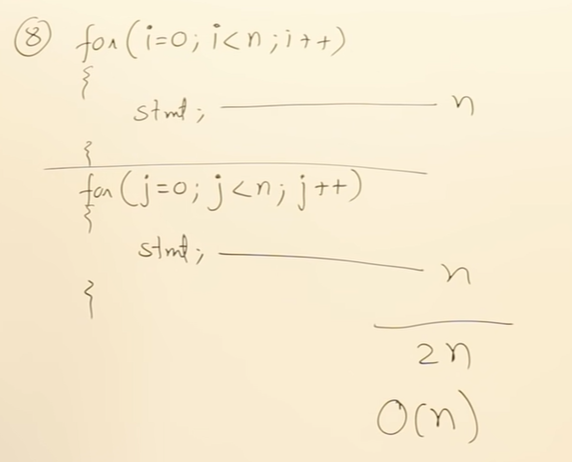 ⑧ for(i=0; i<n; i++)
{
stmt; n
}
for(j=0; j<n; j++)
{
stmt; n
}
2n
O(n)